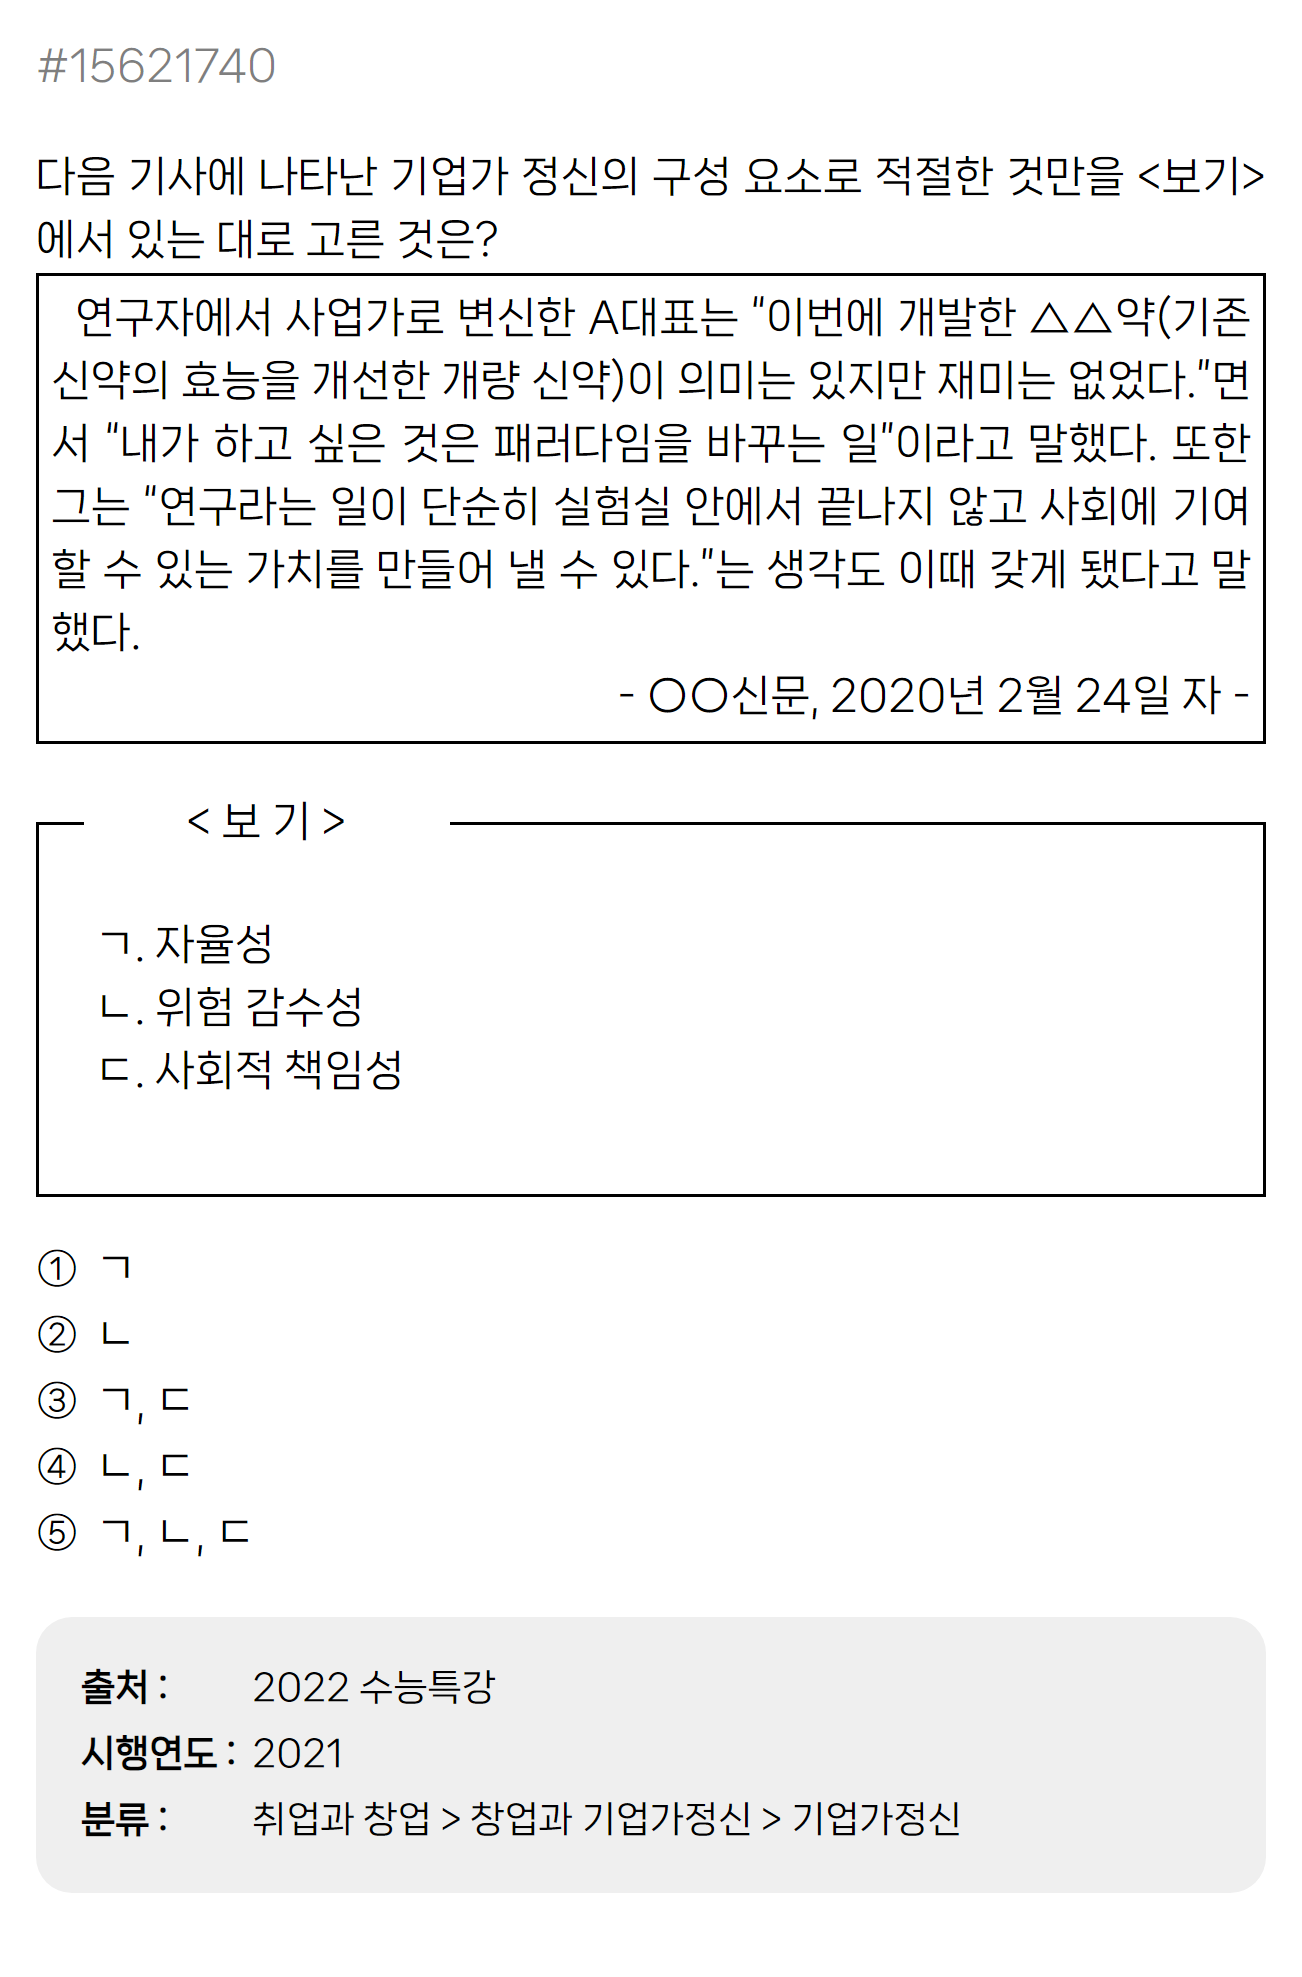 #15621740
다음 기사에 나타난 기업가 정신의 구성 요소로 적절한 것만을 <보기>
에서 있는 대로 고른 것은?
연구자에서 사업가로 변신한 A대표는 “이번에 개발한 △△약(기존
신약의 효능을 개선한 개량 신약)이 의미는 있지만 재미는 없었다.”면
서 “내가 하고 싶은 것은 패러다임을 바꾸는 일”이라고 말했다. 또한
그는 “연구라는 일이 단순히 실험실 안에서 끝나지 않고 사회에 기여
할 수 있는 가치를 만들어 낼 수 있다.”는 생각도 이때 갖게 됐다고 말
했다.
- ○○신문, 2020년 2월 24일 자 -
< 보 기 >
ㄱ. 자율성
ㄴ. 위험 감수성
ㄷ. 사회적 책임성
① ㄱ
② ㄴ
③ ㄱ, ㄷ
④ ㄴ, ㄷ
⑤ ㄱ, ㄴ, ㄷ
출처 : 2022 수능특강
시행연도 : 2021
분류 : 취업과 창업 > 창업과 기업가정신 > 기업가정신